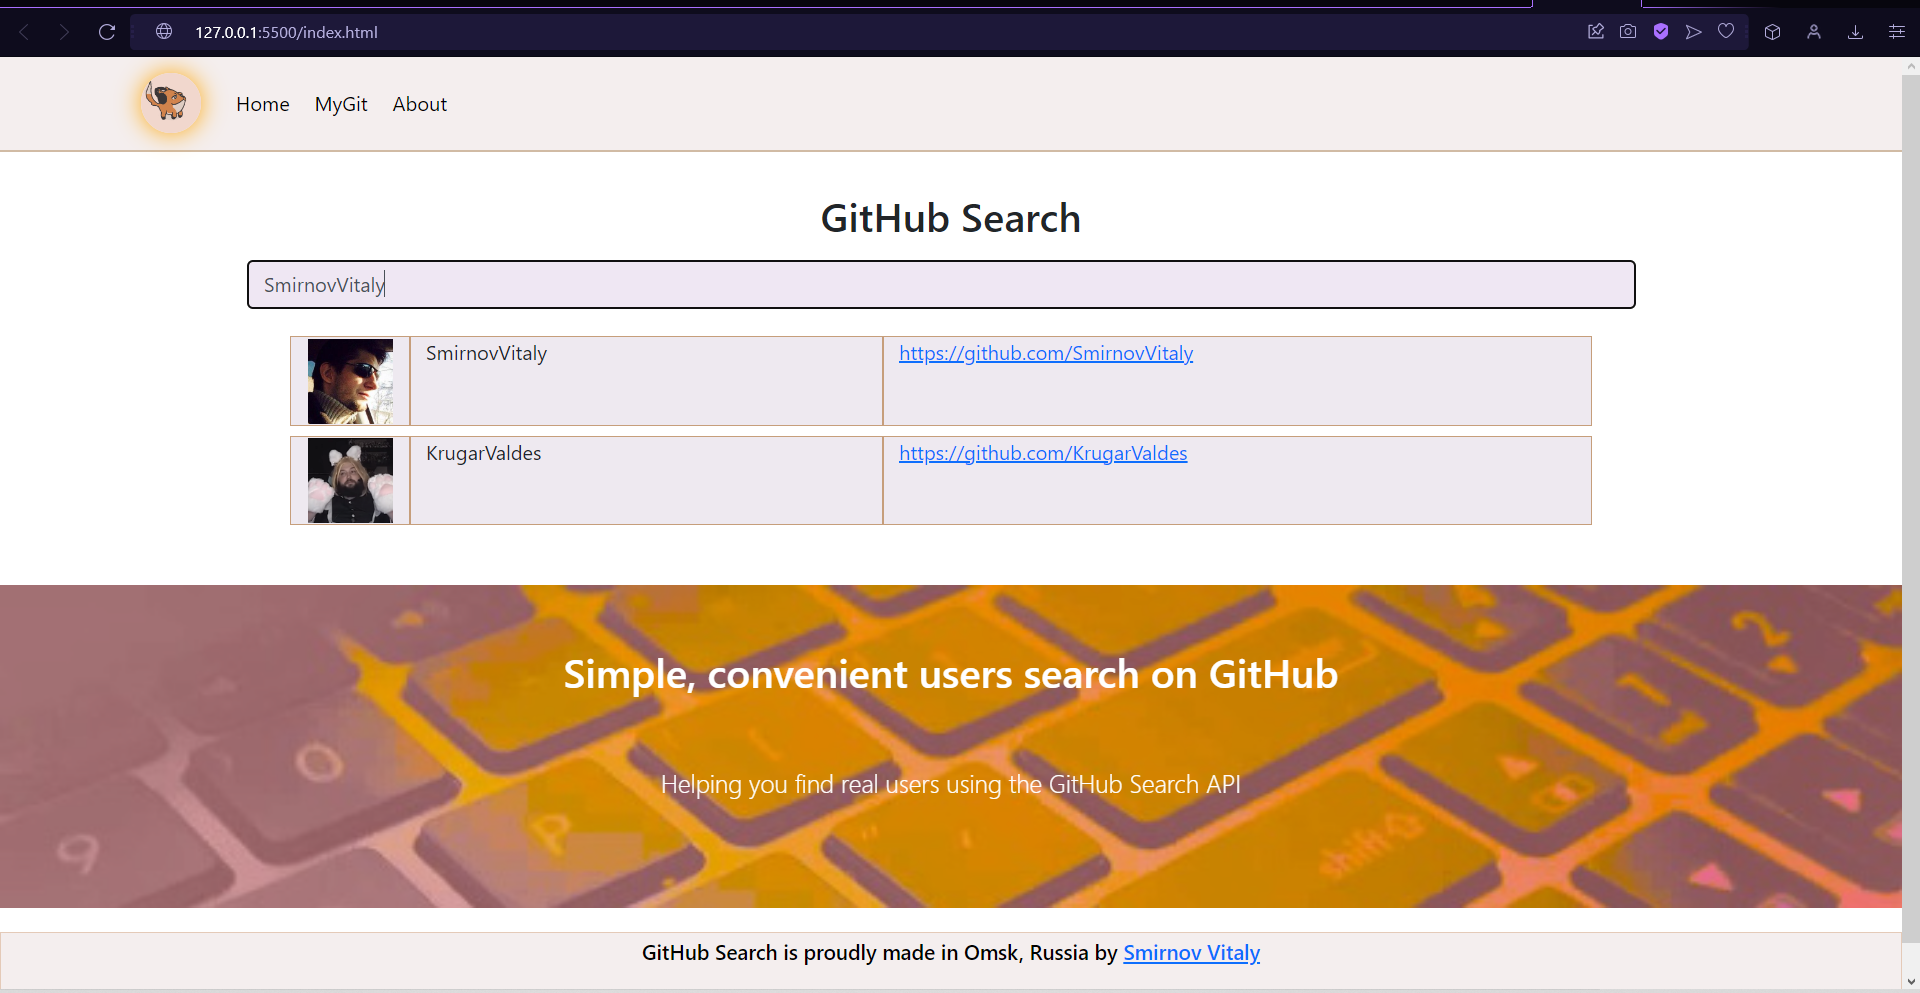 127.0.0.1:5500/index.html
Home MyGit About
GitHub Search
SmirnovVitaly
SmirnovVitaly https://github.com/SmirnovVitaly
KrugarValdes https://github.com/KrugarValdes
Simple, convenient users search on GitHub
Helping you find real users using the GitHub Search API
GitHub Search is proudly made in Omsk, Russia by Smirnov Vitaly